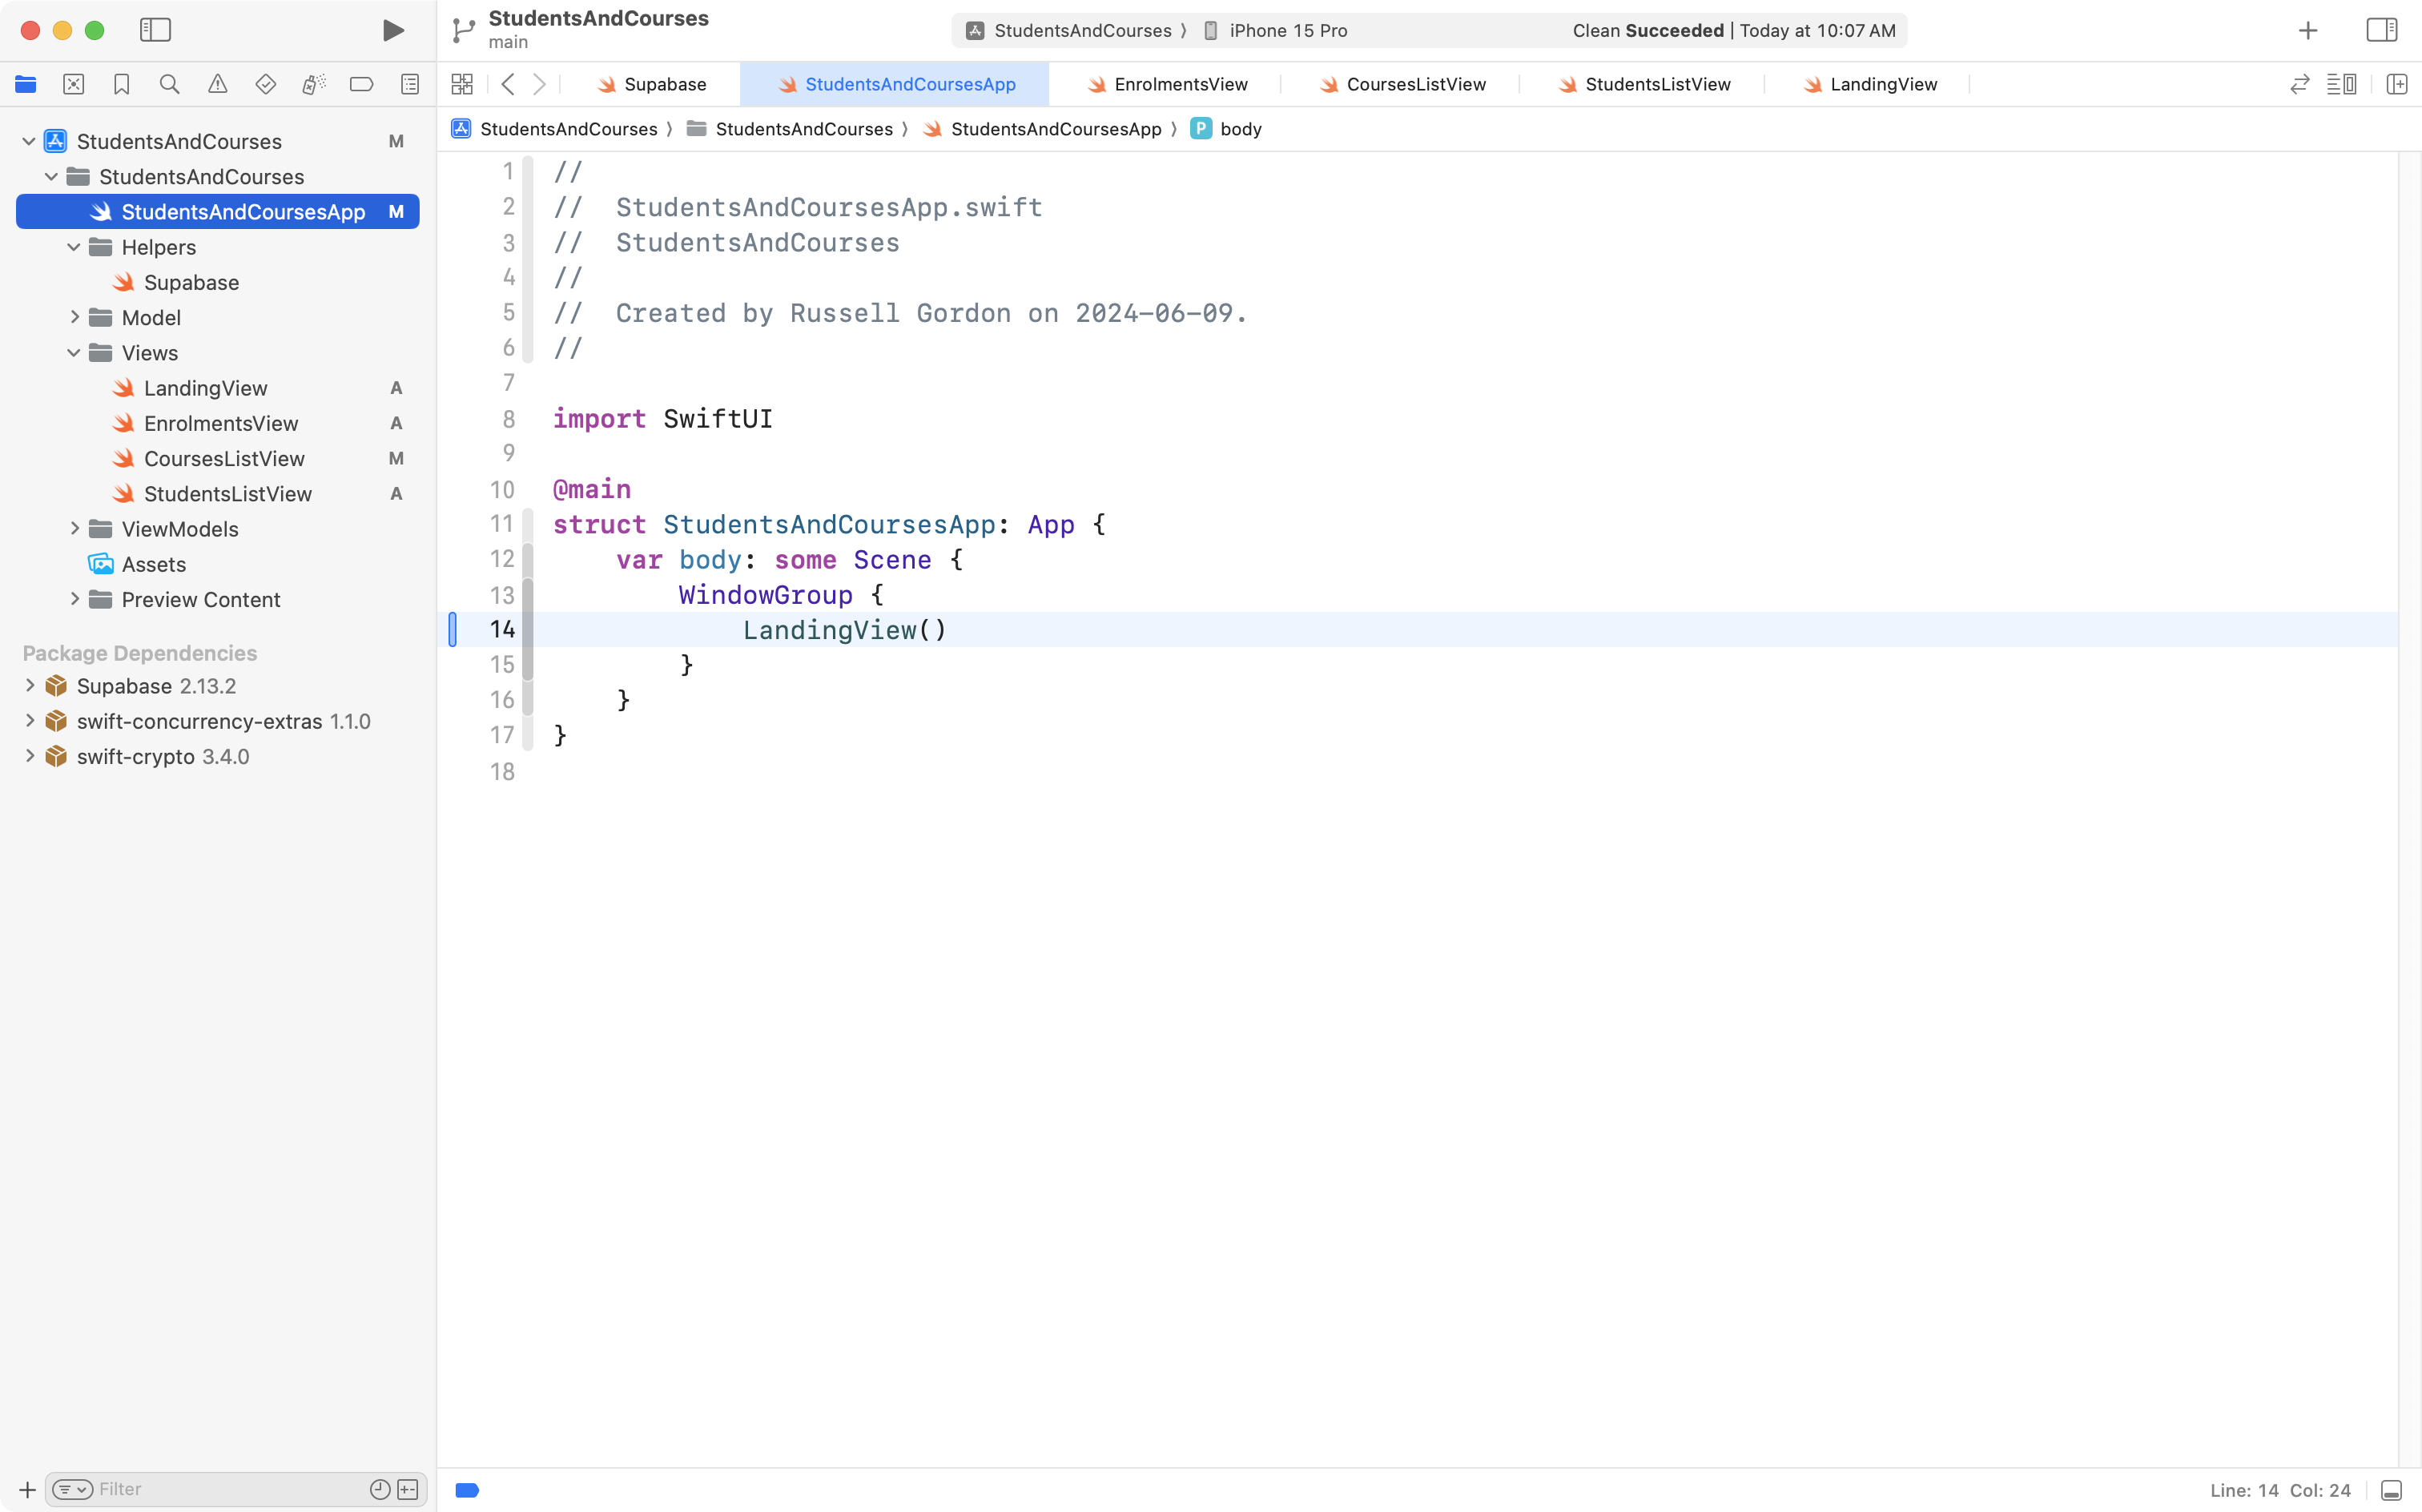 StudentsAndCourses
main
StudentsAndCourses ⟩ iPhone 15 Pro
Clean Succeeded | Today at 10:07 AM
Supabase
StudentsAndCoursesApp
EnrolmentsView
CoursesListView
StudentsListView
LandingView
StudentsAndCourses ⟩ StudentsAndCourses ⟩ StudentsAndCoursesApp ⟩ P body
StudentsAndCourses M
StudentsAndCourses
StudentsAndCoursesApp M
Helpers
Supabase
Model
Views
LandingView A
EnrolmentsView A
CoursesListView M
StudentsListView A
ViewModels
Assets
Preview Content
Package Dependencies
Supabase 2.13.2
swift-concurrency-extras 1.1.0
swift-crypto 3.4.0
Filter
1 //
2 //  StudentsAndCoursesApp.swift
3 //  StudentsAndCourses
4 //
5 //  Created by Russell Gordon on 2024-06-09.
6 //
7
8 import SwiftUI
9
10 @main
11 struct StudentsAndCoursesApp: App {
12     var body: some Scene {
13         WindowGroup {
14             LandingView()
15         }
16     }
17 }
18
Line: 14 Col: 24